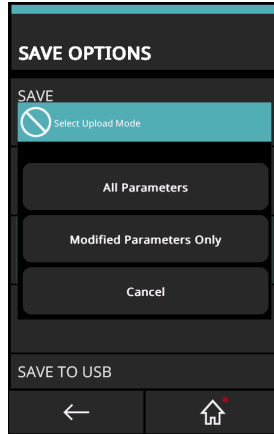 SAVE OPTIONS
SAVE
Select Upload Mode
All Parameters
Modified Parameters Only
Cancel
SAVE TO USB